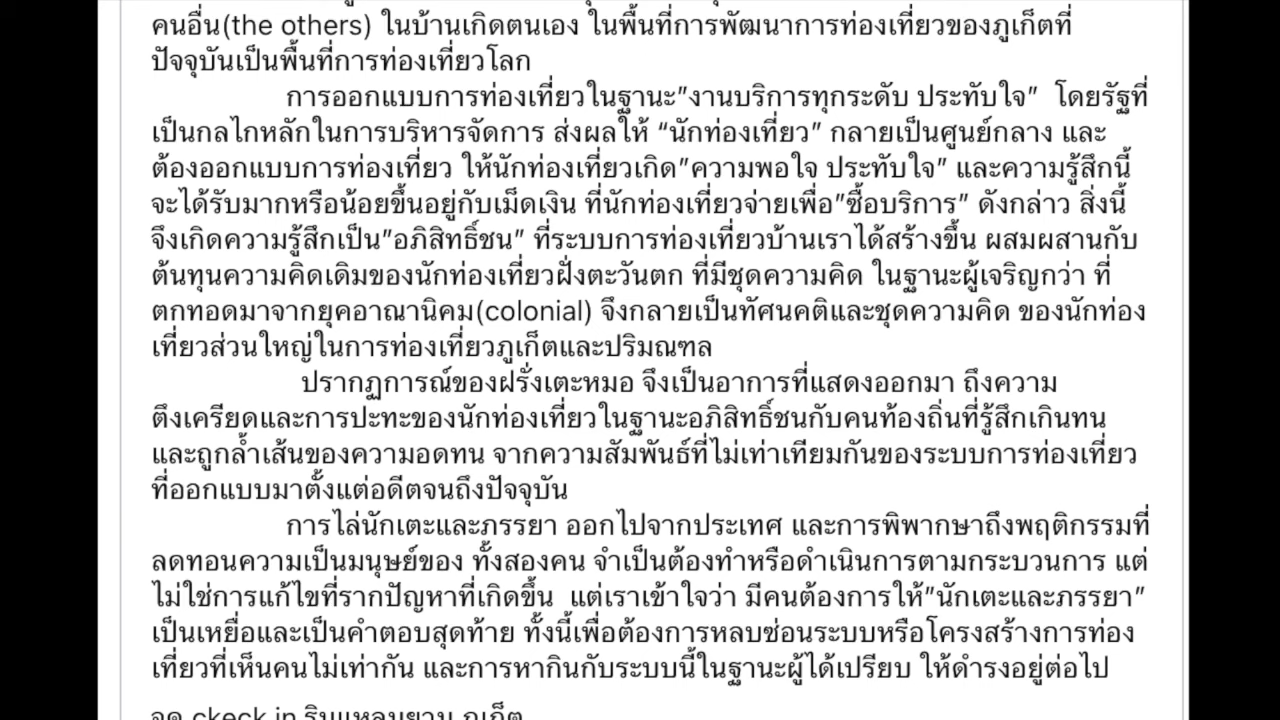 คนอื่น(the others) ในบ้านเกิดตนเอง ในพื้นที่การพัฒนาการท่องเที่ยวของภูเก็ตที่
ปัจจุบันเป็นพื้นที่การท่องเที่ยวโลก
การออกแบบการท่องเที่ยวในฐานะ"งานบริการทุกระดับ ประทับใจ" โดยรัฐที่
เป็นกลไกหลักในการบริหารจัดการ ส่งผลให้ "นักท่องเที่ยว" กลายเป็นศูนย์กลาง และ
ต้องออกแบบการท่องเที่ยว ให้นักท่องเที่ยวเกิด"ความพอใจ ประทับใจ" และความรู้สึกนี้
จะได้รับมากหรือน้อยขึ้นอยู่กับเม็ดเงิน ที่นักท่องเที่ยวจ่ายเพื่อ"ซื้อบริการ" ดังกล่าว สิ่งนี้
จึงเกิดความรู้สึกเป็น"อภิสิทธิ์ชน" ที่ระบบการท่องเที่ยวบ้านเราได้สร้างขึ้น ผสมผสานกับ
ต้นทุนความคิดเดิมของนักท่องเที่ยวฝั่งตะวันตก ที่มีชุดความคิด ในฐานะผู้เจริญกว่า ที่
ตกทอดมาจากยุคอาณานิคม(colonial) จึงกลายเป็นทัศนคติและชุดความคิด ของนักท่อง
เที่ยวส่วนใหญ่ในการท่องเที่ยวภูเก็ตและปริมณฑล
ปรากฏการณ์ของฝรั่งเตะหมอ จึงเป็นอาการที่แสดงออกมา ถึงความ
ตึงเครียดและการปะทะของนักท่องเที่ยวในฐานะอภิสิทธิ์ชนกับคนท้องถิ่นที่รู้สึกเกินทน
และถูกล้ำเส้นของความอดทน จากความสัมพันธ์ที่ไม่เท่าเทียมกันของระบบการท่องเที่ยว
ที่ออกแบบมาตั้งแต่อดีตจนถึงปัจจุบัน
การไล่นักเตะและภรรยา ออกไปจากประเทศ และการพิพากษาถึงพฤติกรรมที่
ลดทอนความเป็นมนุษย์ของ ทั้งสองคน จำเป็นต้องทำหรือดำเนินการตามกระบวนการ แต่
ไม่ใช่การแก้ไขที่รากปัญหาที่เกิดขึ้น แต่เราเข้าใจว่า มีคนต้องการให้"นักเตะและภรรยา"
เป็นเหยื่อและเป็นคำตอบสุดท้าย ทั้งนี้เพื่อต้องการหลบซ่อนระบบหรือโครงสร้างการท่อง
เที่ยวที่เห็นคนไม่เท่ากัน และการหากินกับระบบนี้ในฐานะผู้ได้เปรียบ ให้ดำรงอยู่ต่อไป
จุด ckeck in ริมแหลมยามู ภูเก็ต